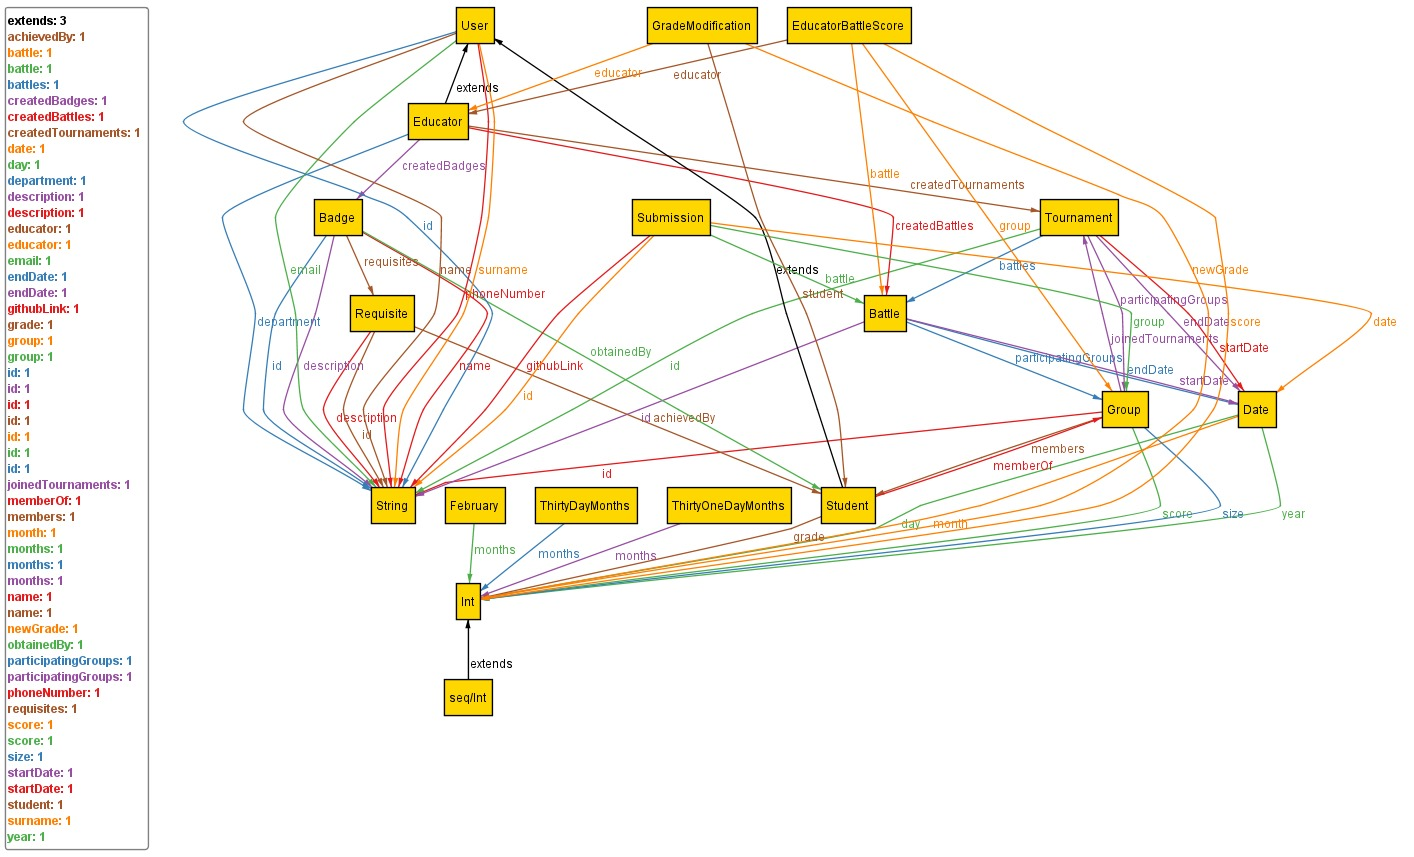 extends: 3
achievedBy: 1
battle: 1
battle: 1
battles: 1
createdBadges: 1
createdBattles: 1
createdTournaments: 1
date: 1
day: 1
department: 1
description: 1
description: 1
educator: 1
educator: 1
email: 1
endDate: 1
endDate: 1
githubLink: 1
grade: 1
group: 1
group: 1
id: 1
id: 1
id: 1
id: 1
id: 1
id: 1
id: 1
joinedTournaments: 1
memberOf: 1
members: 1
month: 1
months: 1
months: 1
months: 1
name: 1
name: 1
newGrade: 1
obtainedBy: 1
participatingGroups: 1
participatingGroups: 1
phoneNumber: 1
requisites: 1
score: 1
score: 1
size: 1
startDate: 1
startDate: 1
student: 1
surname: 1
year: 1
User
GradeModification
EducatorBattleScore
educator
educator
extends
Educator
createdBadges
battle
createdTournaments
Badge
Submission
Tournament
id
createdBattles
group
requisites
email
name
surname
extends
battle
battles
newGrade
phoneNumber
student
participatingGroups
Requisite
Battle
department
group
endDate
score
date
joinedTournaments
startDate
obtainedBy
participatingGroups
id
description
name
githubLink
id
endDate
startDate
id
Group
Date
description
id
id
achievedBy
members
memberOf
id
String
February
ThirtyDayMonths
ThirtyOneDayMonths
Student
score
size
year
day
month
grade
months
months
months
Int
extends
seq/Int